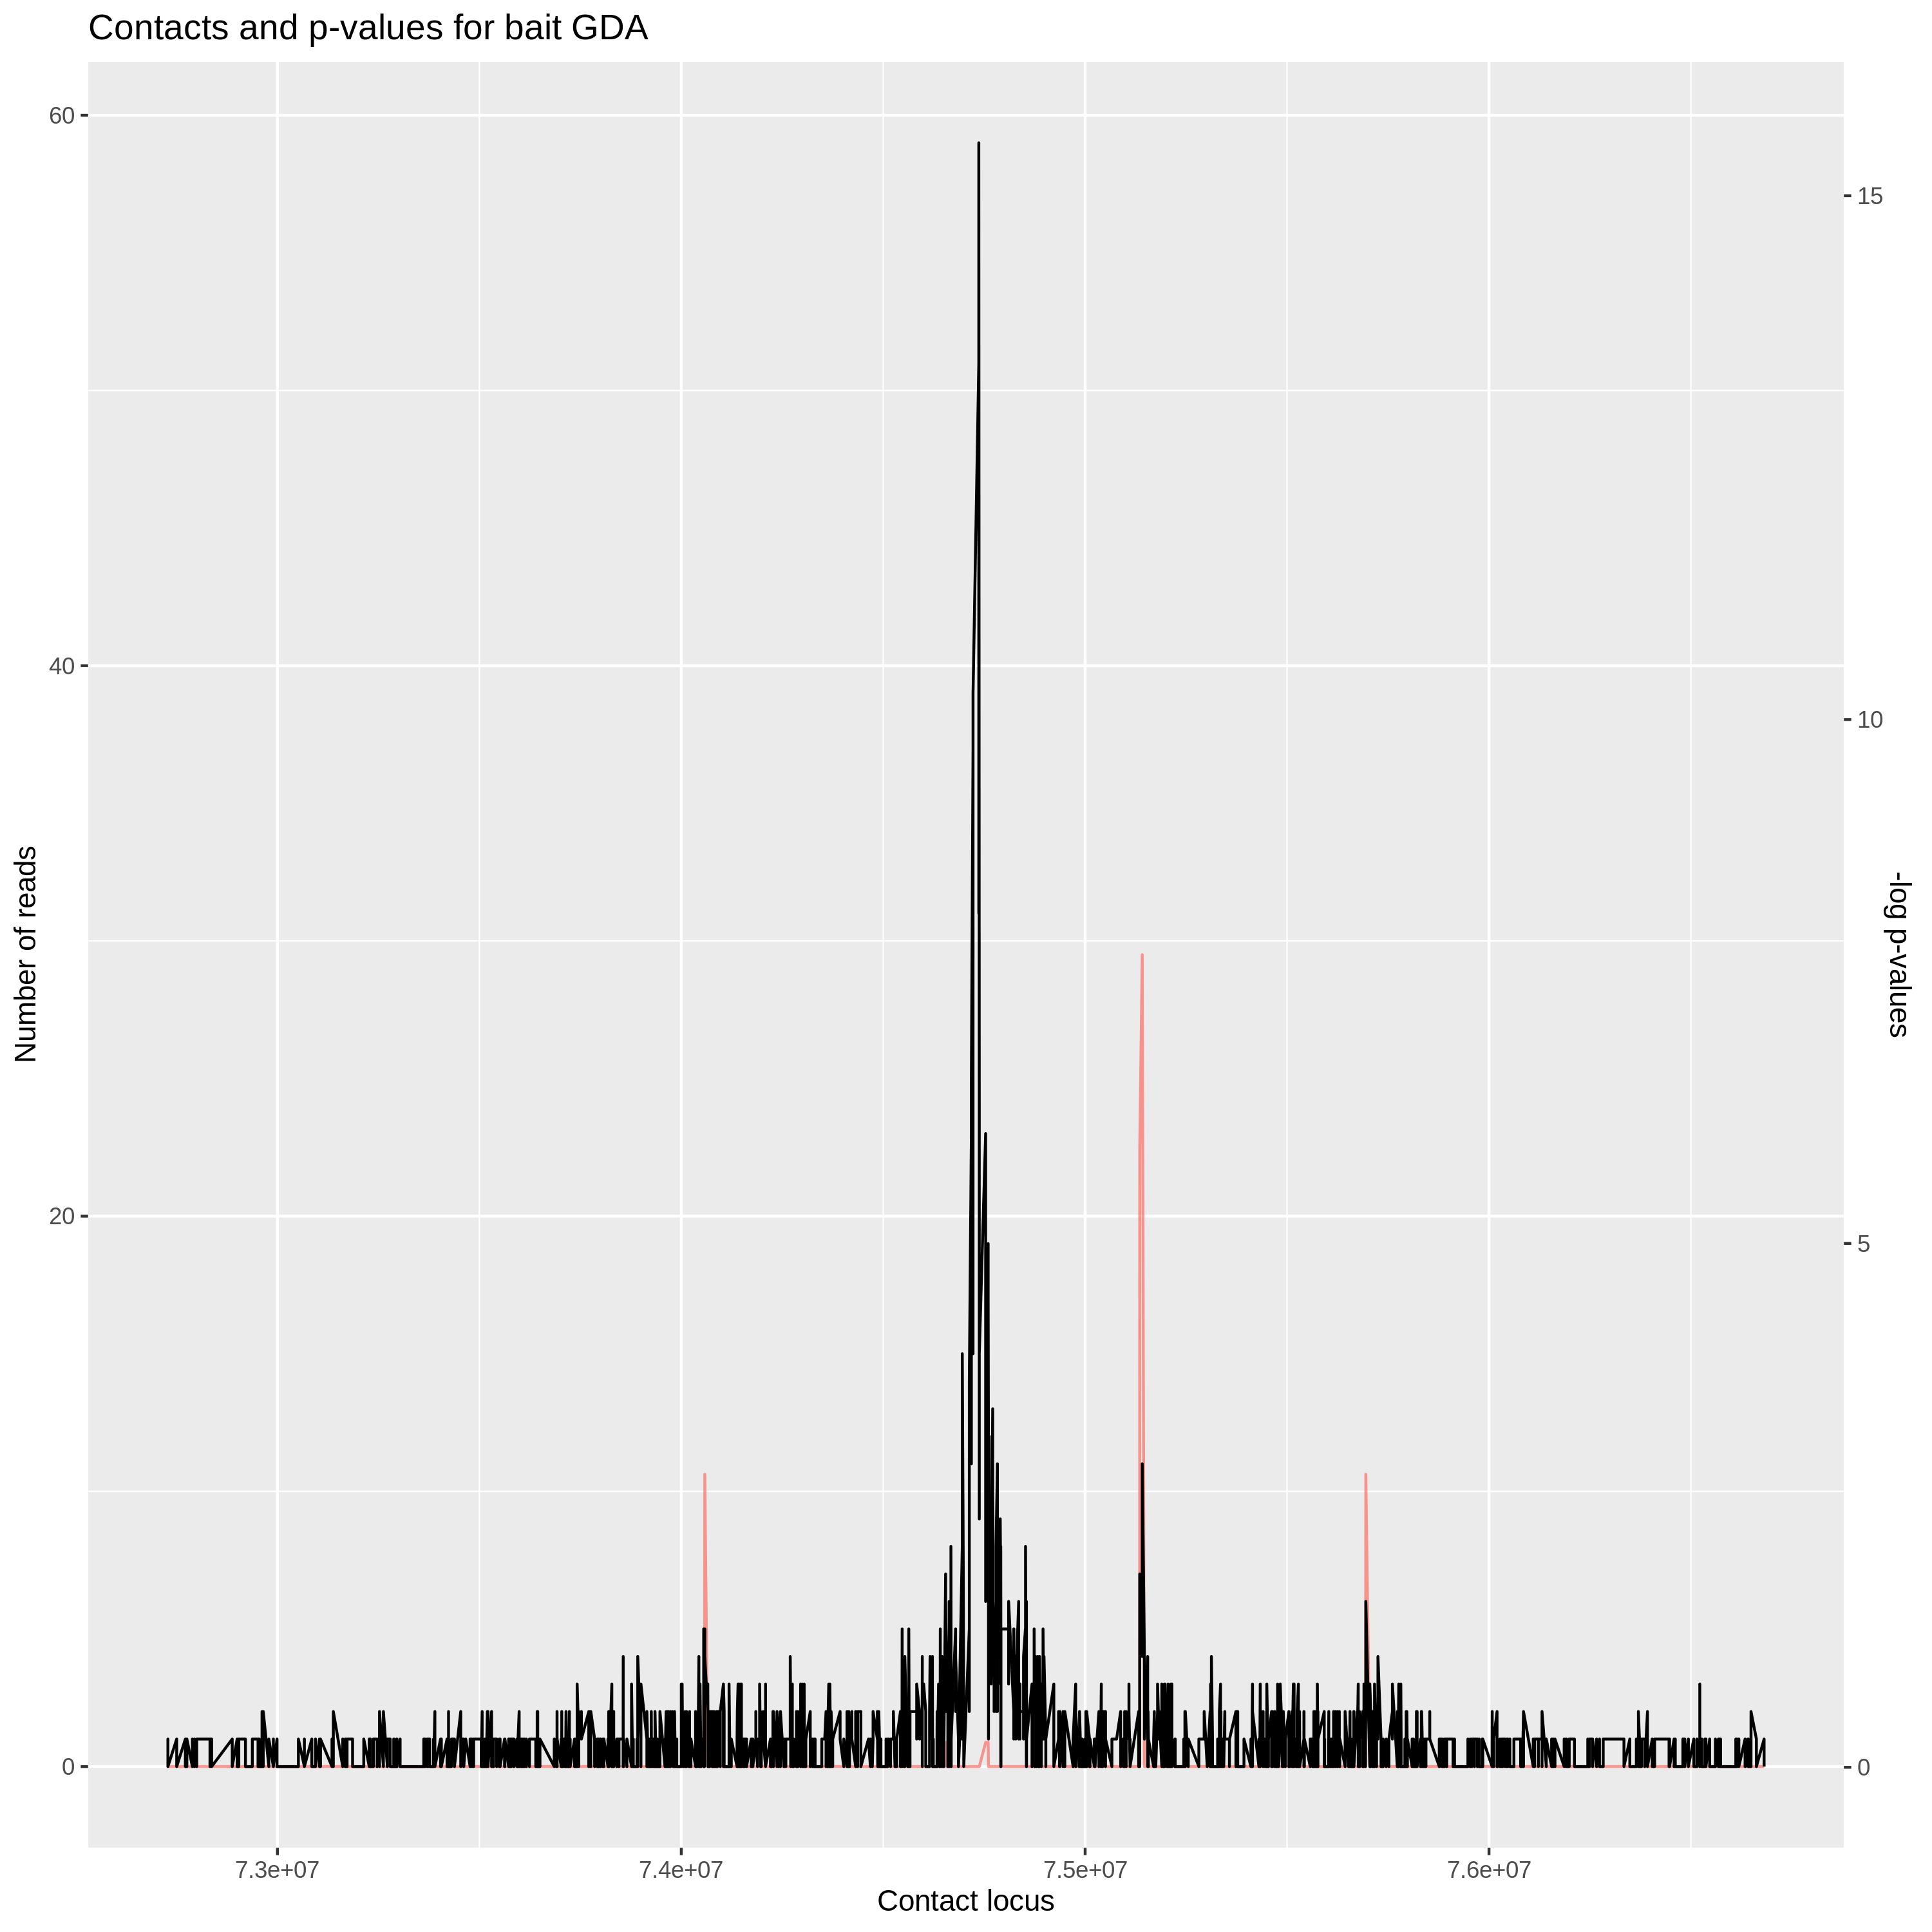 Contacts and p-values for bait GDA
60
40
20
0
Number of reads
15
10
5
0
-log p-values
7.3e+07 7.4e+07 7.5e+07 7.6e+07
Contact locus